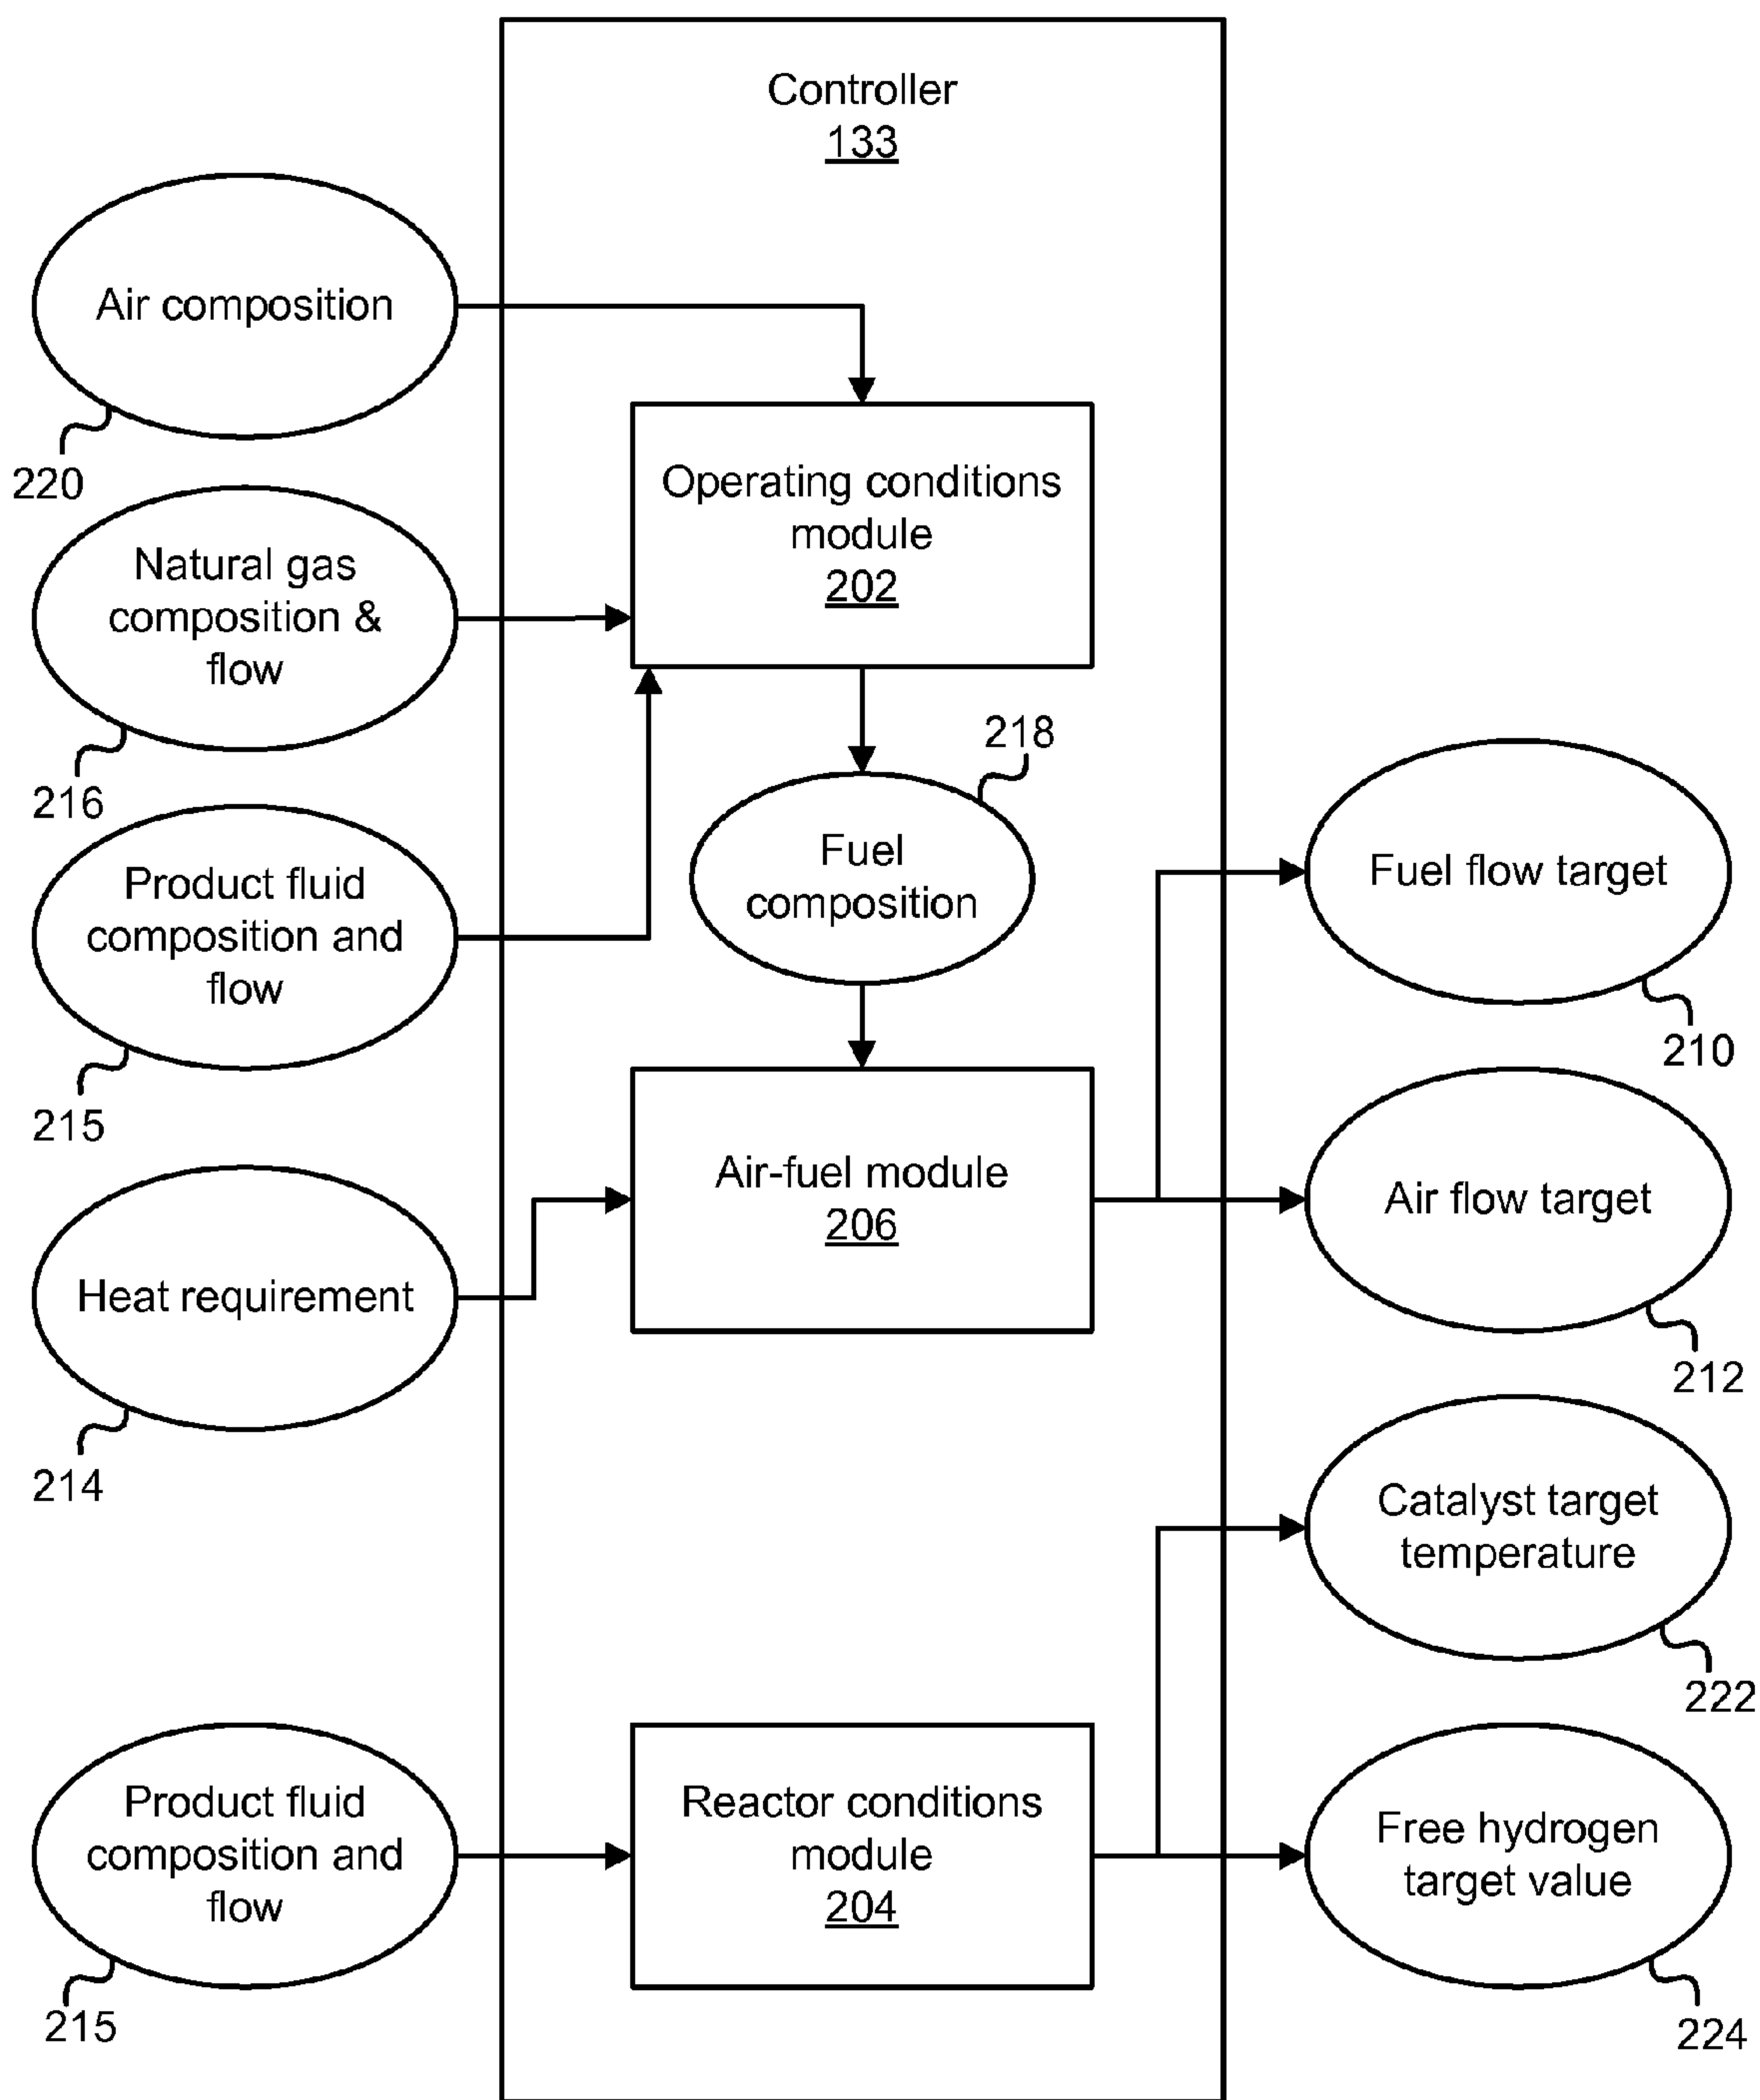 Controller
133
Air composition
220
Operating conditions
module
202
Natural gas
composition &
flow
216
218
Fuel
composition
Product fluid
composition and
flow
215
Fuel flow target
210
Air-fuel module
206
Air flow target
212
Heat requirement
214
Catalyst target
temperature
222
Product fluid
composition and
flow
215
Reactor conditions
module
204
Free hydrogen
target value
224